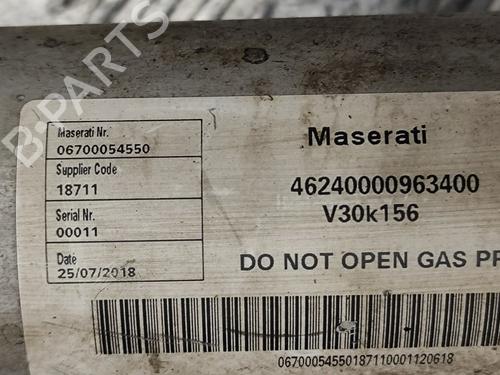 B-PARTS
Maserati Nr.
06700054550
Supplier Code
18711
Serial Nr.
00011
Date
25/07/2018
Maserati
46240000963400
V30k156
DO NOT OPEN GAS PR
06700054550187110001120618